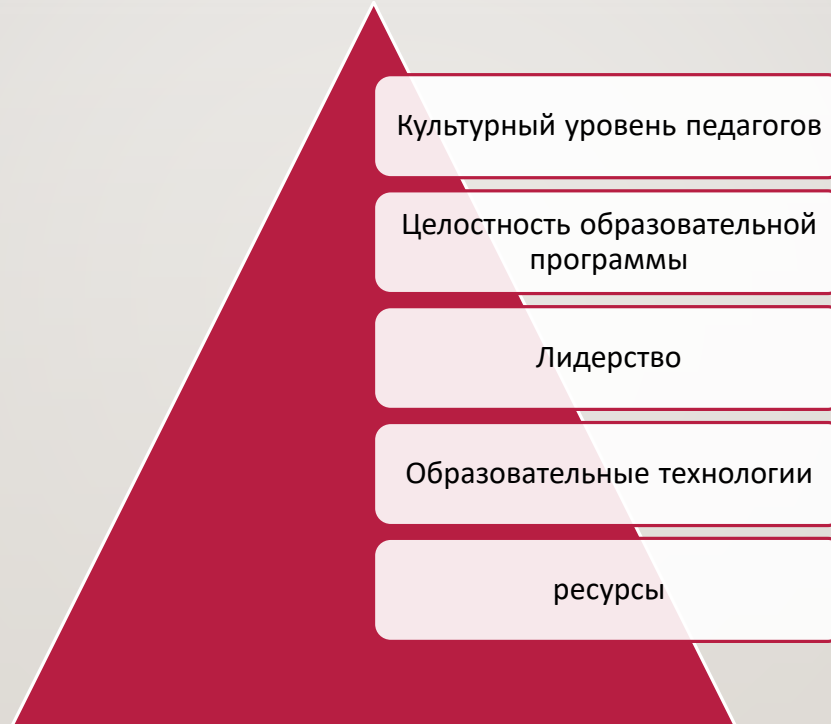 Культурный уровень педагогов
Целостность образовательной
программы
Лидерство
Образовательные технологии
ресурсы